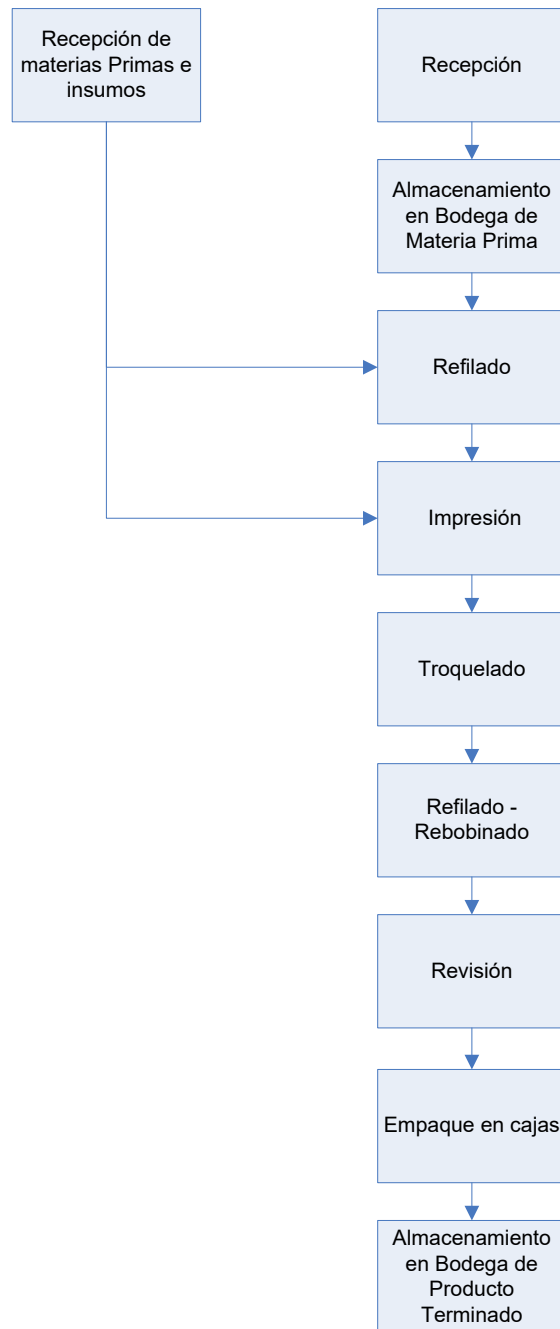 Recepción de
materias Primas e
insumos
Recepción
Almacenamiento
en Bodega de
Materia Prima
Refilado
Impresión
Troquelado
Refilado -
Rebobinado
Revisión
Empaque en cajas
Almacenamiento
en Bodega de
Producto
Terminado